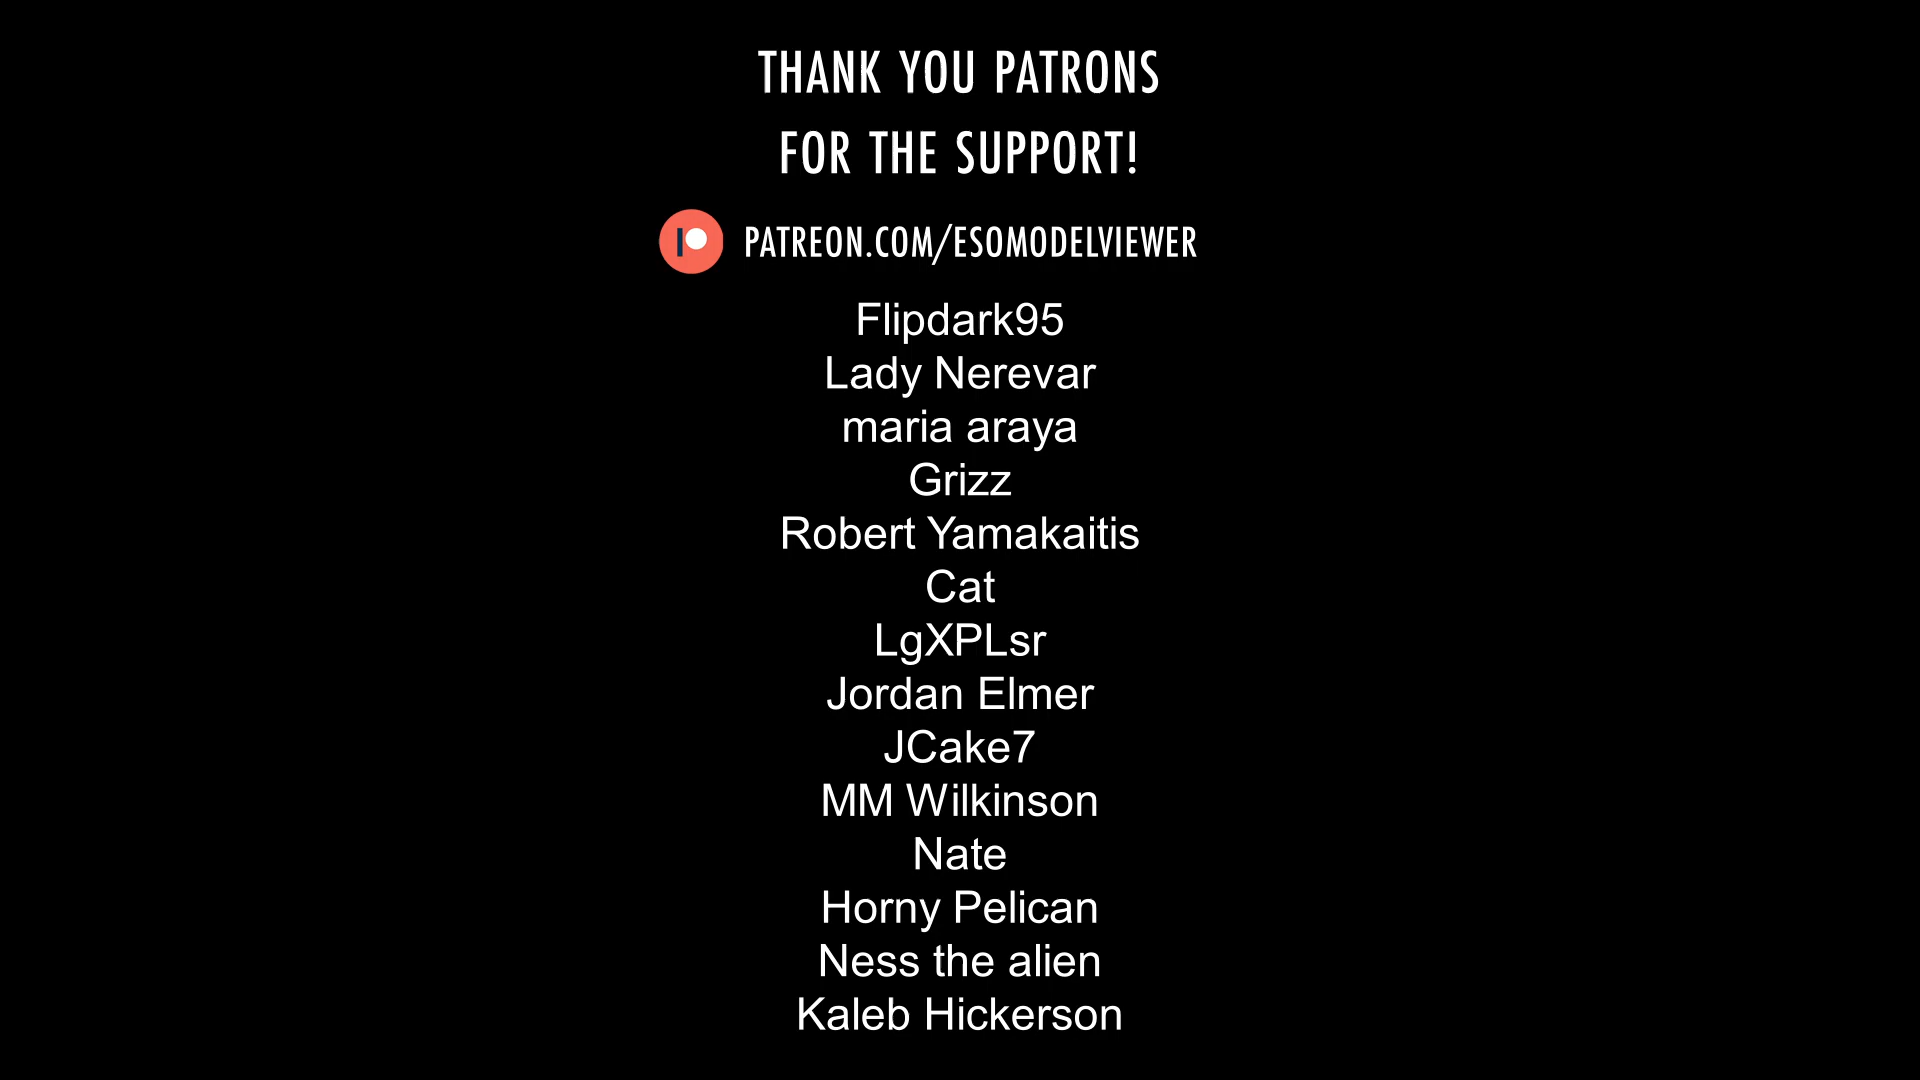 THANK YOU PATRONS
FOR THE SUPPORT!
PATREON.COM/ESOMODELVIEWER
Flipdark95
Lady Nerevar
maria araya
Grizz
Robert Yamakaitis
Cat
LgXPLsr
Jordan Elmer
JCake7
MM Wilkinson
Nate
Horny Pelican
Ness the alien
Kaleb Hickerson